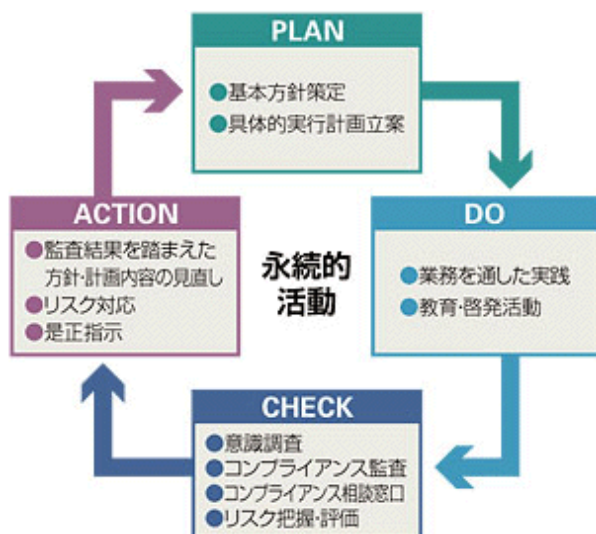 PLAN
●基本方針策定
●具体的実行計画立案
DO
●業務を通した実践
●教育・啓発活動
CHECK
●意識調査
●コンプライアンス監査
●コンプライアンス相談窓口
●リスク把握・評価
ACTION
●監査結果を踏まえた
方針・計画内容の見直し
●リスク対応
●是正指示
永続的
活動